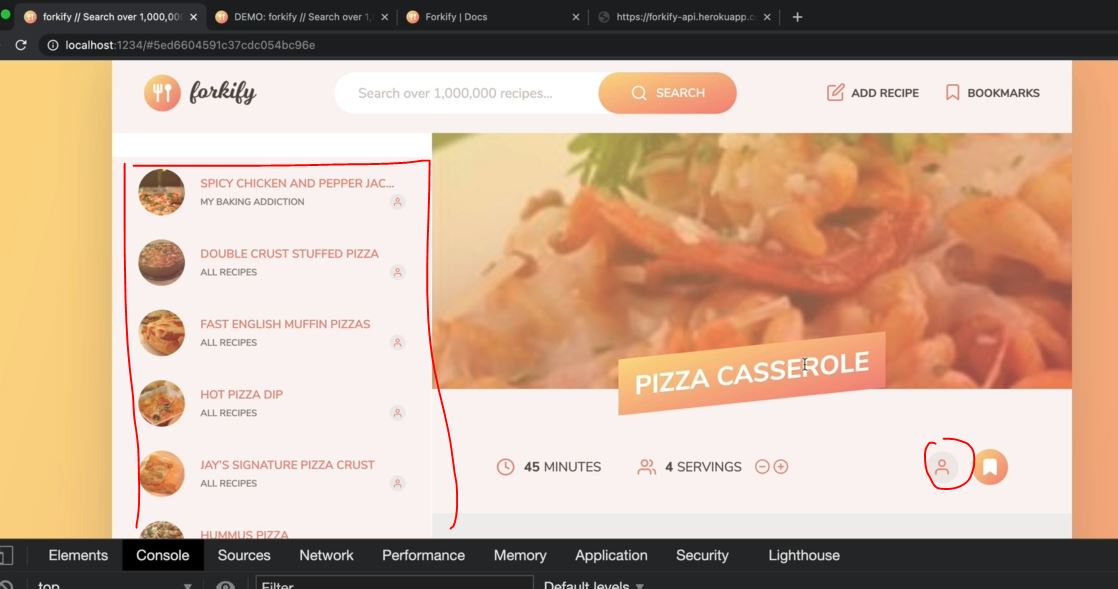 forkify // Search over 1,000,00
DEMO: forkify // Search over 1,
Forkify | Docs
https://forkify-api.herokuapp.c
localhost:1234/#5ed6604591c37cdc054bc96e
forkify
Search over 1,000,000 recipes...
SEARCH
ADD RECIPE
BOOKMARKS
SPICY CHICKEN AND PEPPER JAC...
MY BAKING ADDICTION
DOUBLE CRUST STUFFED PIZZA
ALL RECIPES
FAST ENGLISH MUFFIN PIZZAS
ALL RECIPES
HOT PIZZA DIP
ALL RECIPES
JAY'S SIGNATURE PIZZA CRUST
ALL RECIPES
HUMMUS PIZZA
PIZZA CASSEROLE
45 MINUTES
4 SERVINGS
Elements Console Sources Network Performance Memory Application Security Lighthouse
top Filter Default levels